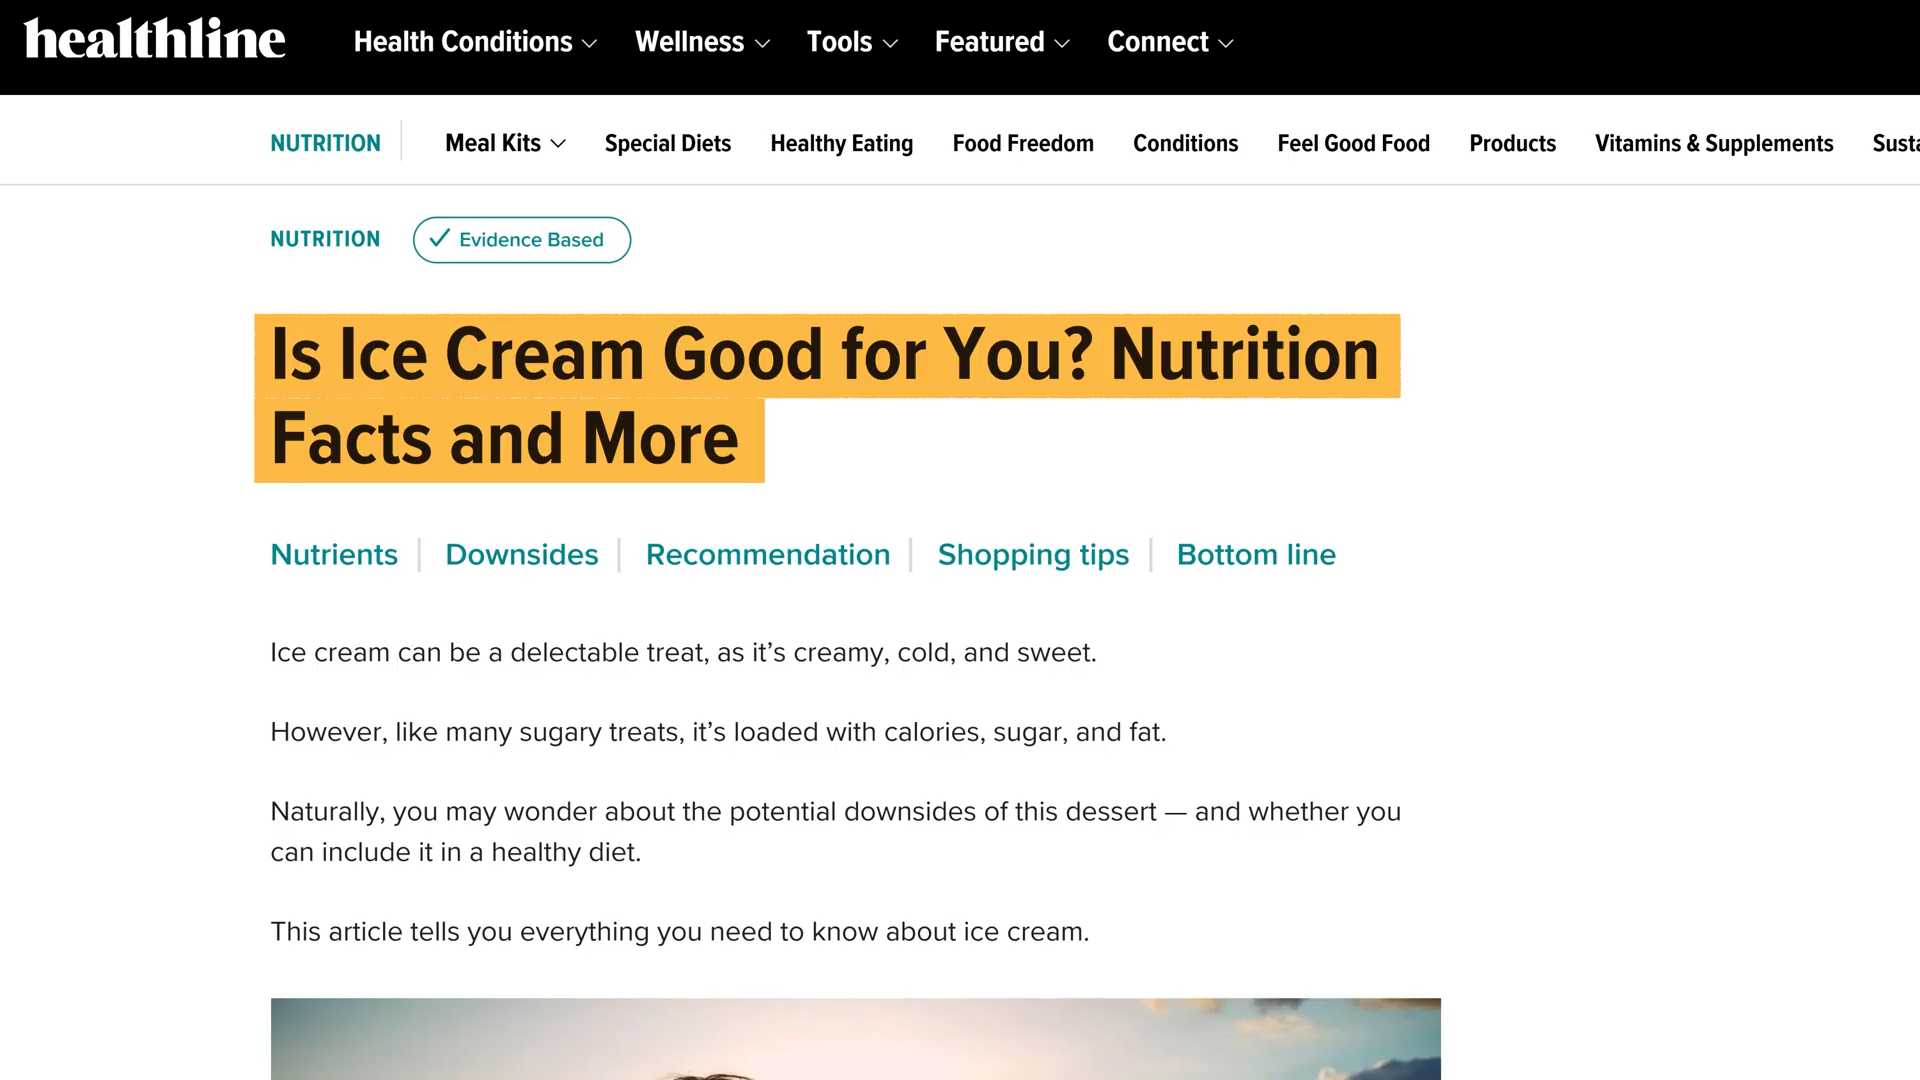 healthline
Health Conditions Wellness Tools Featured Connect
NUTRITION Meal Kits Special Diets Healthy Eating Food Freedom Conditions Feel Good Food Products Vitamins & Supplements
NUTRITION Evidence Based
Is Ice Cream Good for You? Nutrition
Facts and More
Nutrients Downsides Recommendation Shopping tips Bottom line
Ice cream can be a delectable treat, as it’s creamy, cold, and sweet.
However, like many sugary treats, it’s loaded with calories, sugar, and fat.
Naturally, you may wonder about the potential downsides of this dessert — and whether you
can include it in a healthy diet.
This article tells you everything you need to know about ice cream.